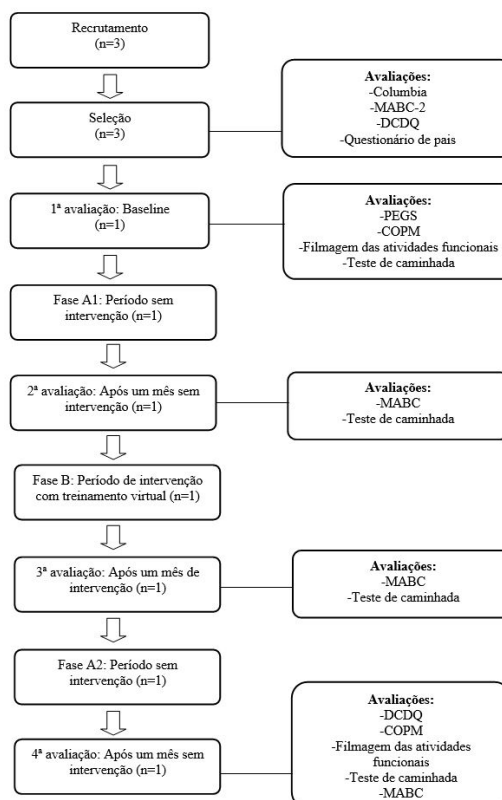 Recrutamento
(n=3)
Seleção
(n=3)
Avaliações:
-Columbia
-MABC-2
-DCDQ
-Questionário de pais
1ª avaliação: Baseline
(n=1)
Avaliações:
-PEGS
-COPM
-Filmagem das atividades funcionais
-Teste de caminhada
Fase A1: Período sem
intervenção (n=1)
2ª avaliação: Após um mês sem
intervenção (n=1)
Avaliações:
-MABC
-Teste de caminhada
Fase B: Período de intervenção
com treinamento virtual (n=1)
3ª avaliação: Após um mês de
intervenção (n=1)
Avaliações:
-MABC
-Teste de caminhada
Fase A2: Período sem
intervenção (n=1)
4ª avaliação: Após um mês sem
intervenção (n=1)
Avaliações:
-DCDQ
-COPM
-Filmagem das atividades
funcionais
-Teste de caminhada
-MABC